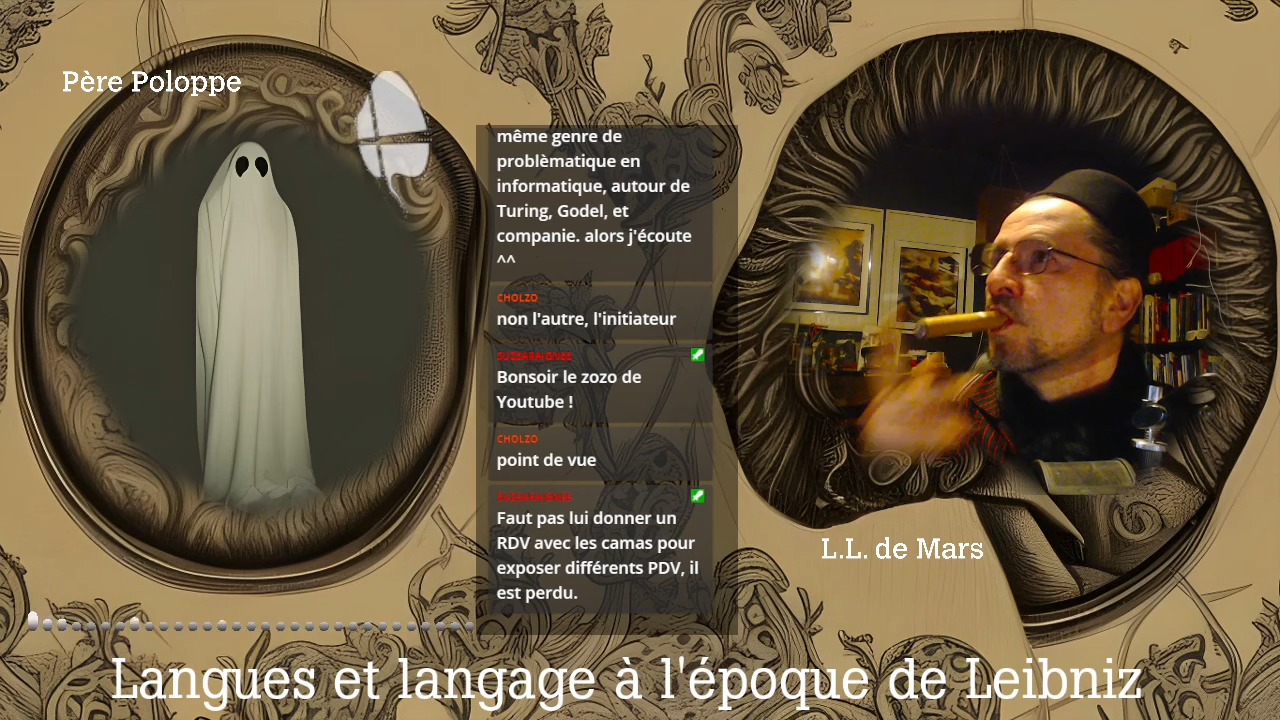 Père Poloppe
même genre de
problèmatique en
informatique, autour de
Turing, Godel, et
companie. alors j'écoute
^^
CHOLZO
non l'autre, l'initiateur
Bonsoir le zozo de
Youtube !
CHOLZO
point de vue
Faut pas lui donner un
RDV avec les camas pour
exposer différents PDV, il
est perdu.
L.L. de Mars
Langues et langage à l'époque de Leibniz